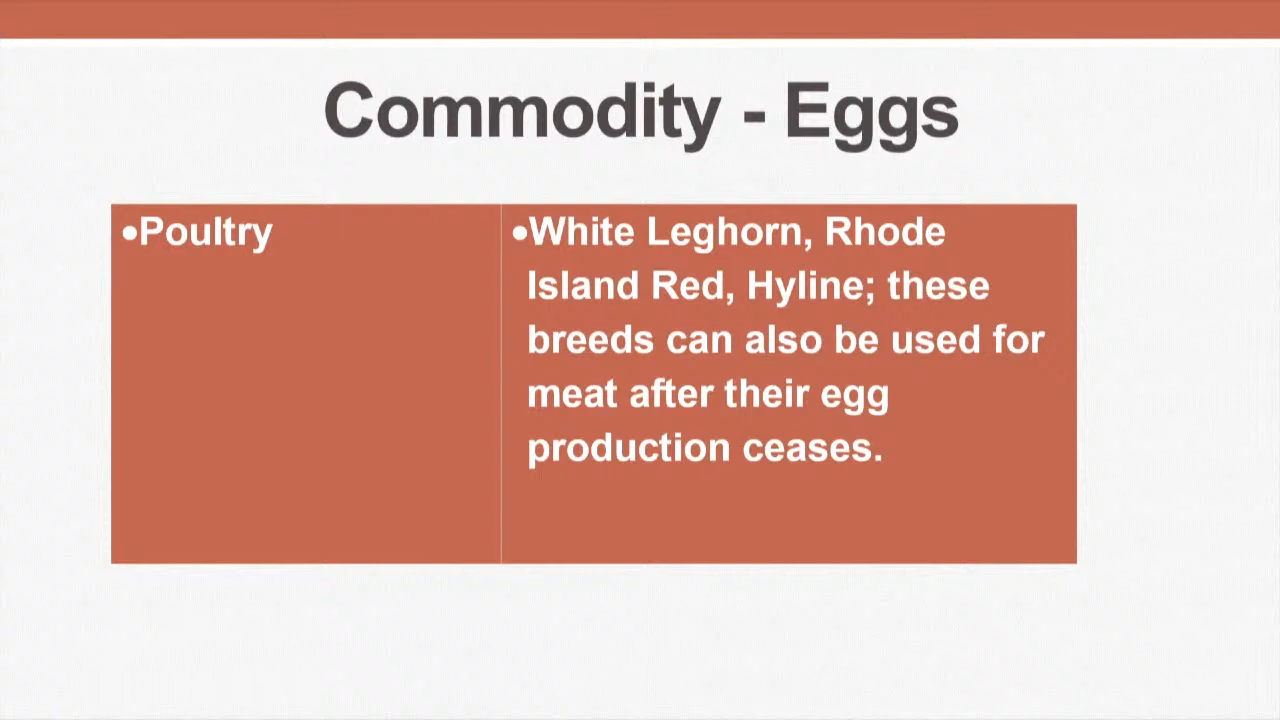 Commodity - Eggs
•Poultry
•White Leghorn, Rhode
Island Red, Hyline; these
breeds can also be used for
meat after their egg
production ceases.